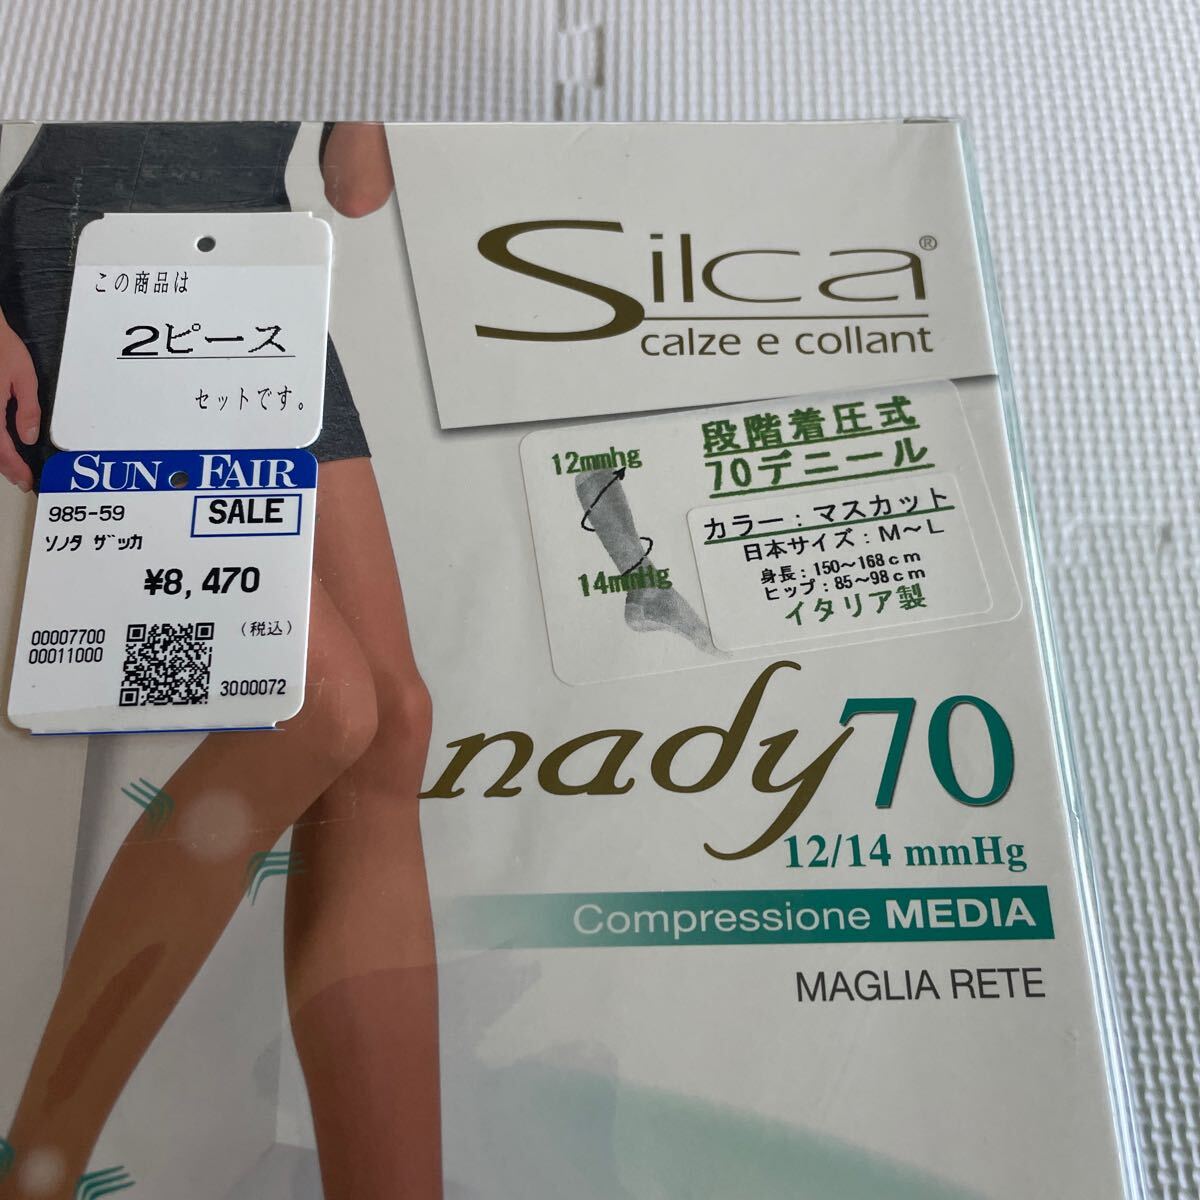 この商品は
2ピース
セットです。
SUN FAIR
985-59
SALE
ソノタ ザッカ
¥8,470
(税込)
00007700
00011000
3000072
Silca®
calze e collant
段階着圧式
70デニール
12mmhg
14mmHg
カラー：マスカット
日本サイズ：M～L
身長：150～168cm
ヒップ：85～98cm
イタリア製
nady70
12/14 mmHg
Compressione MEDIA
MAGLIA RETE